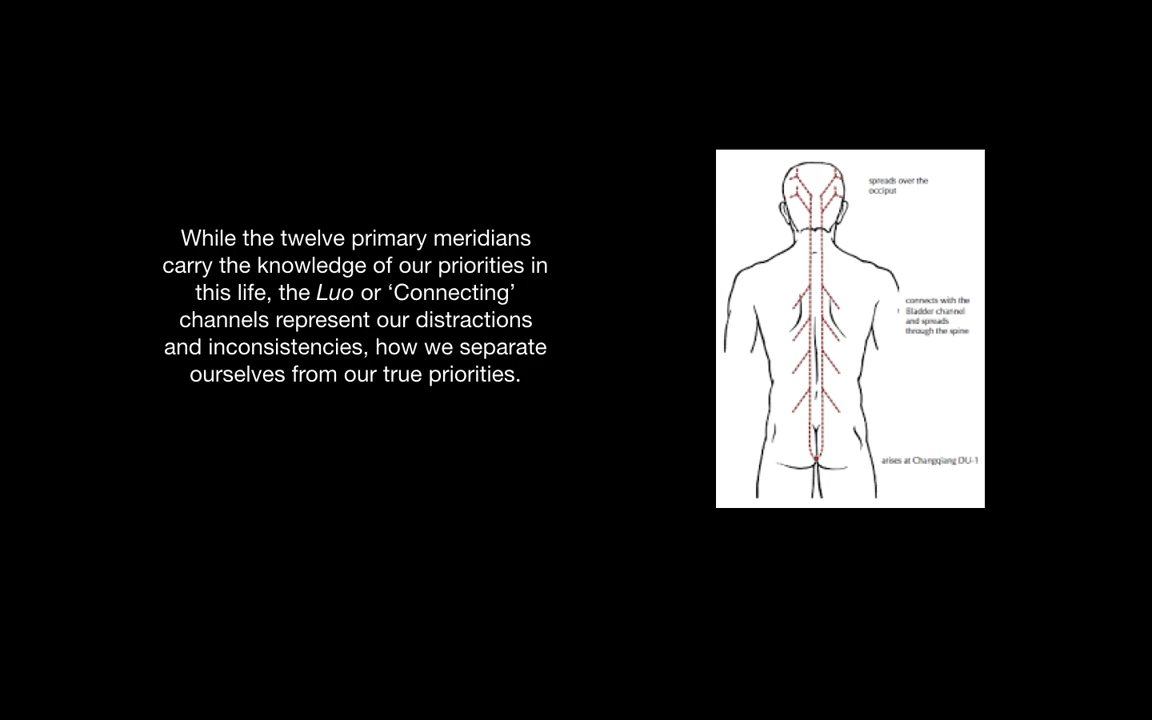 While the twelve primary meridians
carry the knowledge of our priorities in
this life, the Luo or ‘Connecting’
channels represent our distractions
and inconsistencies, how we separate
ourselves from our true priorities.
spreads over the
occiput
connects with the
Bladder channel
and spreads
through the spine
arises at Changqiang DU-1